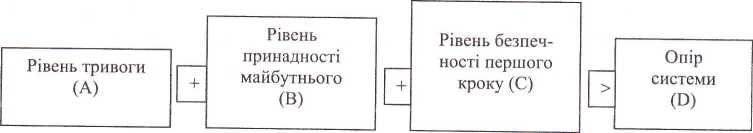 Рівень тривоги
(A)
+
Рівень
принадності
майбутнього
(B)
+
Рівень безпеч-
ності першого
кроку (C)
>
Опір
системи
(D)